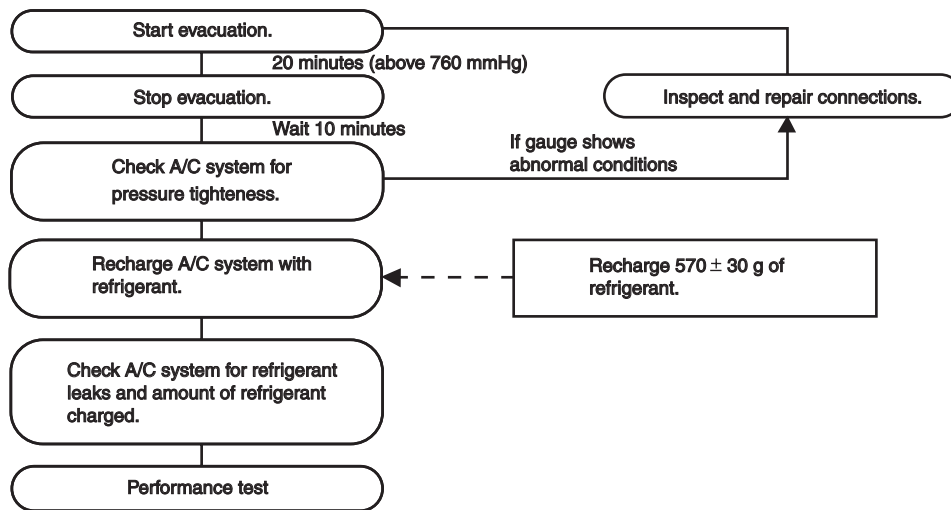 Start evacuation.
20 minutes (above 760 mmHg)
Stop evacuation.
Inspect and repair connections.
Wait 10 minutes
If gauge shows
abnormal conditions
Check A/C system for
pressure tighteness.
Recharge A/C system with
refrigerant.
Recharge 570 ± 30 g of
refrigerant.
Check A/C system for refrigerant
leaks and amount of refrigerant
charged.
Performance test